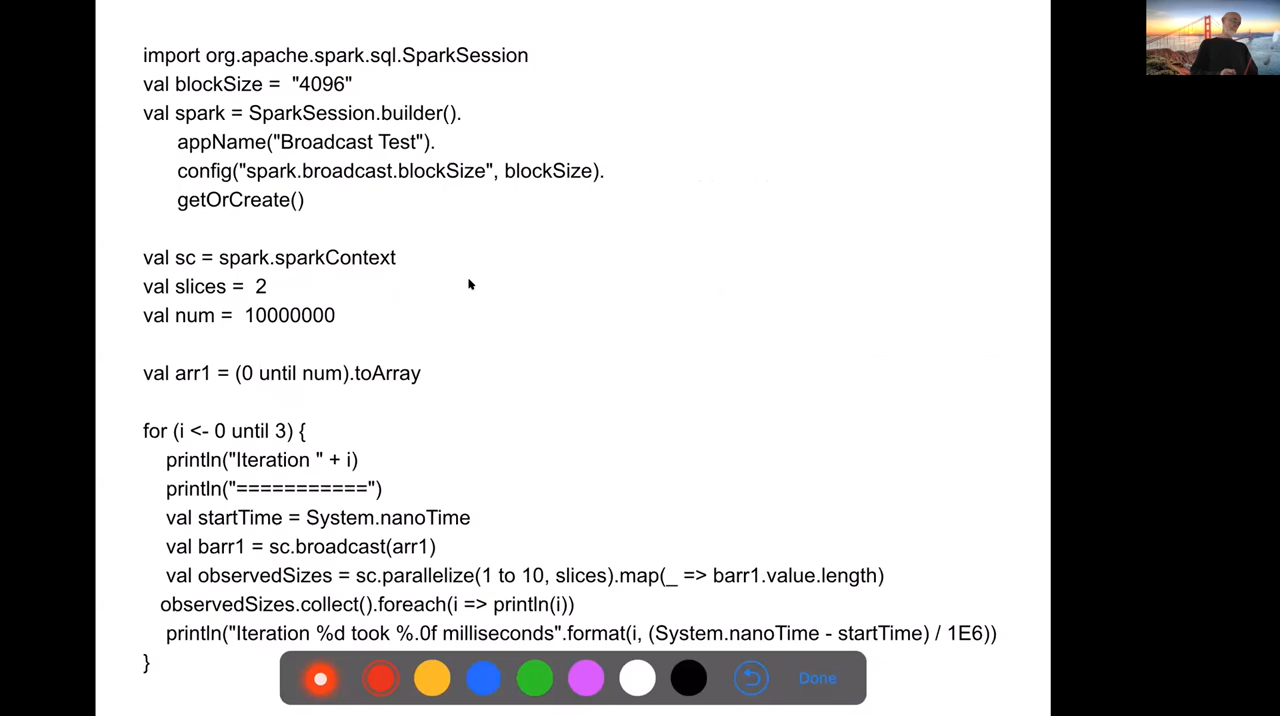 import org.apache.spark.sql.SparkSession
val blockSize =  "4096"
val spark = SparkSession.builder().
appName("Broadcast Test").
config("spark.broadcast.blockSize", blockSize).
getOrCreate()
val sc = spark.sparkContext
val slices =  2
val num =  10000000
val arr1 = (0 until num).toArray
for (i <- 0 until 3) {
println("Iteration " + i)
println("===========")
val startTime = System.nanoTime
val barr1 = sc.broadcast(arr1)
val observedSizes = sc.parallelize(1 to 10, slices).map(_ => barr1.value.length)
observedSizes.collect().foreach(i => println(i))
println("Iteration %d took %.0f milliseconds".format(i, (System.nanoTime - startTime) / 1E6))
}
Done